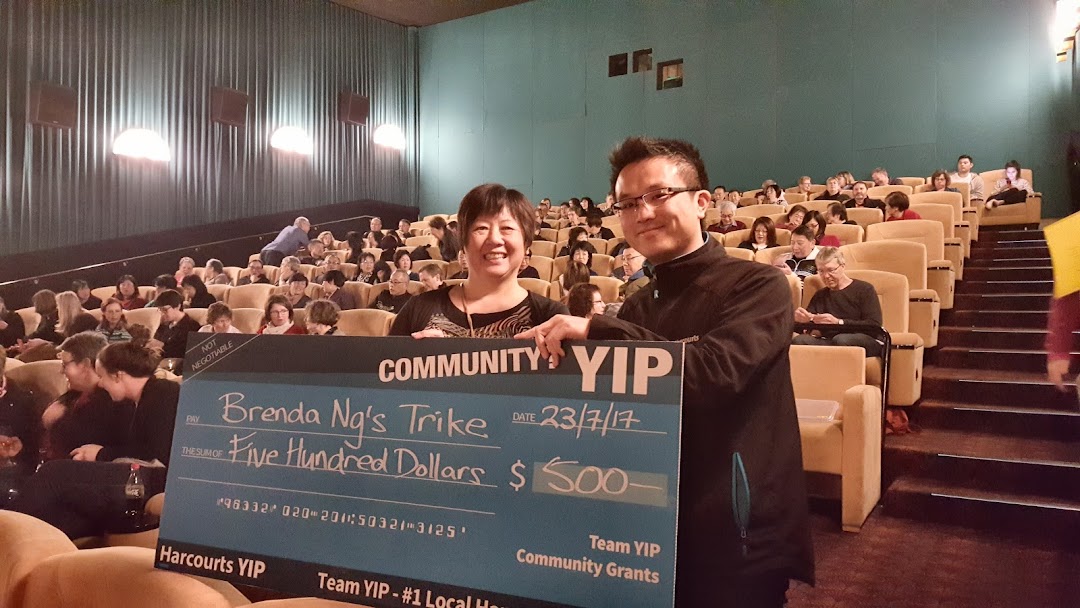 NOT
NEGOTIABLE
COMMUNITY?
YIP
PAY Brenda Ng's Trike
DATE 23/7/17
THE SUM OF Five Hundred Dollars
$ 500—
Team YIP
Community Grants
Harcourts YIP
Team YIP - #1 Local
harcourts